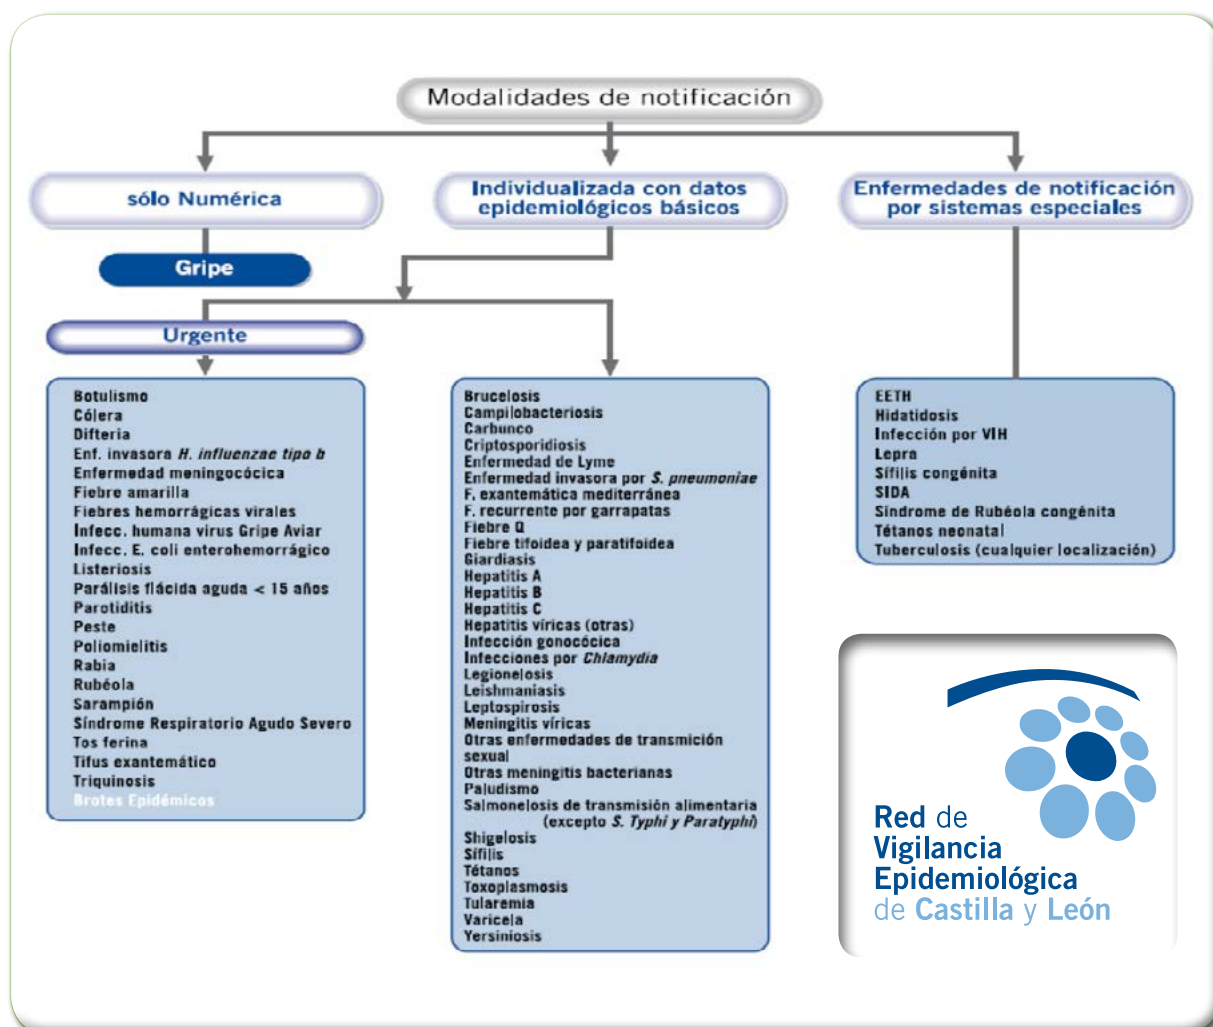 Modalidades de notificación
sólo Numérica
Gripe
Individualizada con datos
epidemiológicos básicos
Enfermedades de notificación
por sistemas especiales
Urgente
Botulismo
Cólera
Difteria
Enf. invasora H. influenzae tipo b
Enfermedad meningocócica
Fiebre amarilla
Fiebres hemorrágicas virales
Infecc. humana virus Gripe Aviar
Infecc. E. coli enterohemorrágico
Listeriosis
Parálisis flácida aguda < 15 años
Parotiditis
Peste
Poliomielitis
Rabia
Rubéola
Sarampión
Síndrome Respiratorio Agudo Severo
Tos ferina
Tifus exantemático
Triquinosis
Brotes Epidémicos
Brucelosis
Campilobacteriosis
Carbunco
Criptosporidiosis
Enfermedad de Lyme
Enfermedad invasora por S. pneumoniae
F. exantemática mediterránea
F. recurrente por garrapatas
Fiebre Q
Fiebre tifoidea y paratifoidea
Giardiasis
Hepatitis A
Hepatitis B
Hepatitis C
Hepatitis víricas (otras)
Infección gonocócica
Infecciones por Chlamydia
Legionelosis
Leishmaniasis
Leptospirosis
Meningitis víricas
Otras enfermedades de transmición
sexual
Otras meningitis bacterianas
Paludismo
Salmonelosis de transmisión alimentaria
(excepto S. Typhi y Paratyphi)
Shigelosis
Sífilis
Tétanos
Toxoplasmosis
Tularemia
Varicela
Yersiniosis
EETH
Hidatidosis
Infección por VIH
Lepra
Sífilis congénita
SIDA
Síndrome de Rubéola congénita
Tétanos neonatal
Tuberculosis (cualquier localización)
Red de
Vigilancia
Epidemiológica
de Castilla y León